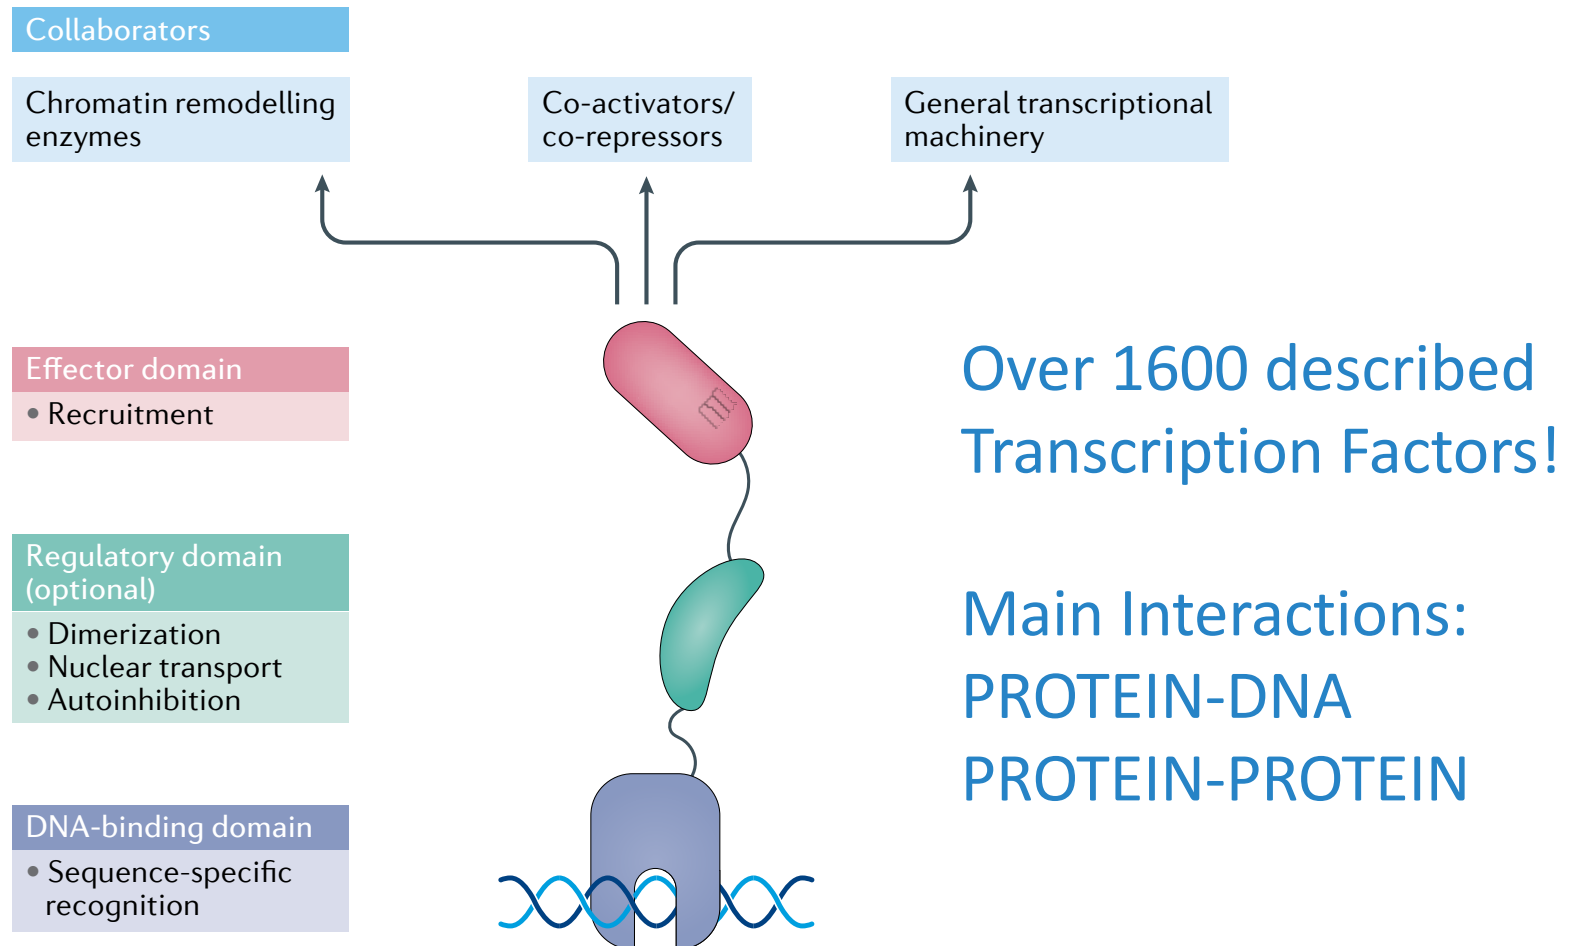 Collaborators
Chromatin remodelling
enzymes
Co-activators/
co-repressors
General transcriptional
machinery
Effector domain
• Recruitment
Regulatory domain
(optional)
• Dimerization
• Nuclear transport
• Autoinhibition
DNA-binding domain
• Sequence-specific
recognition
Over 1600 described
Transcription Factors!
Main Interactions:
PROTEIN-DNA
PROTEIN-PROTEIN